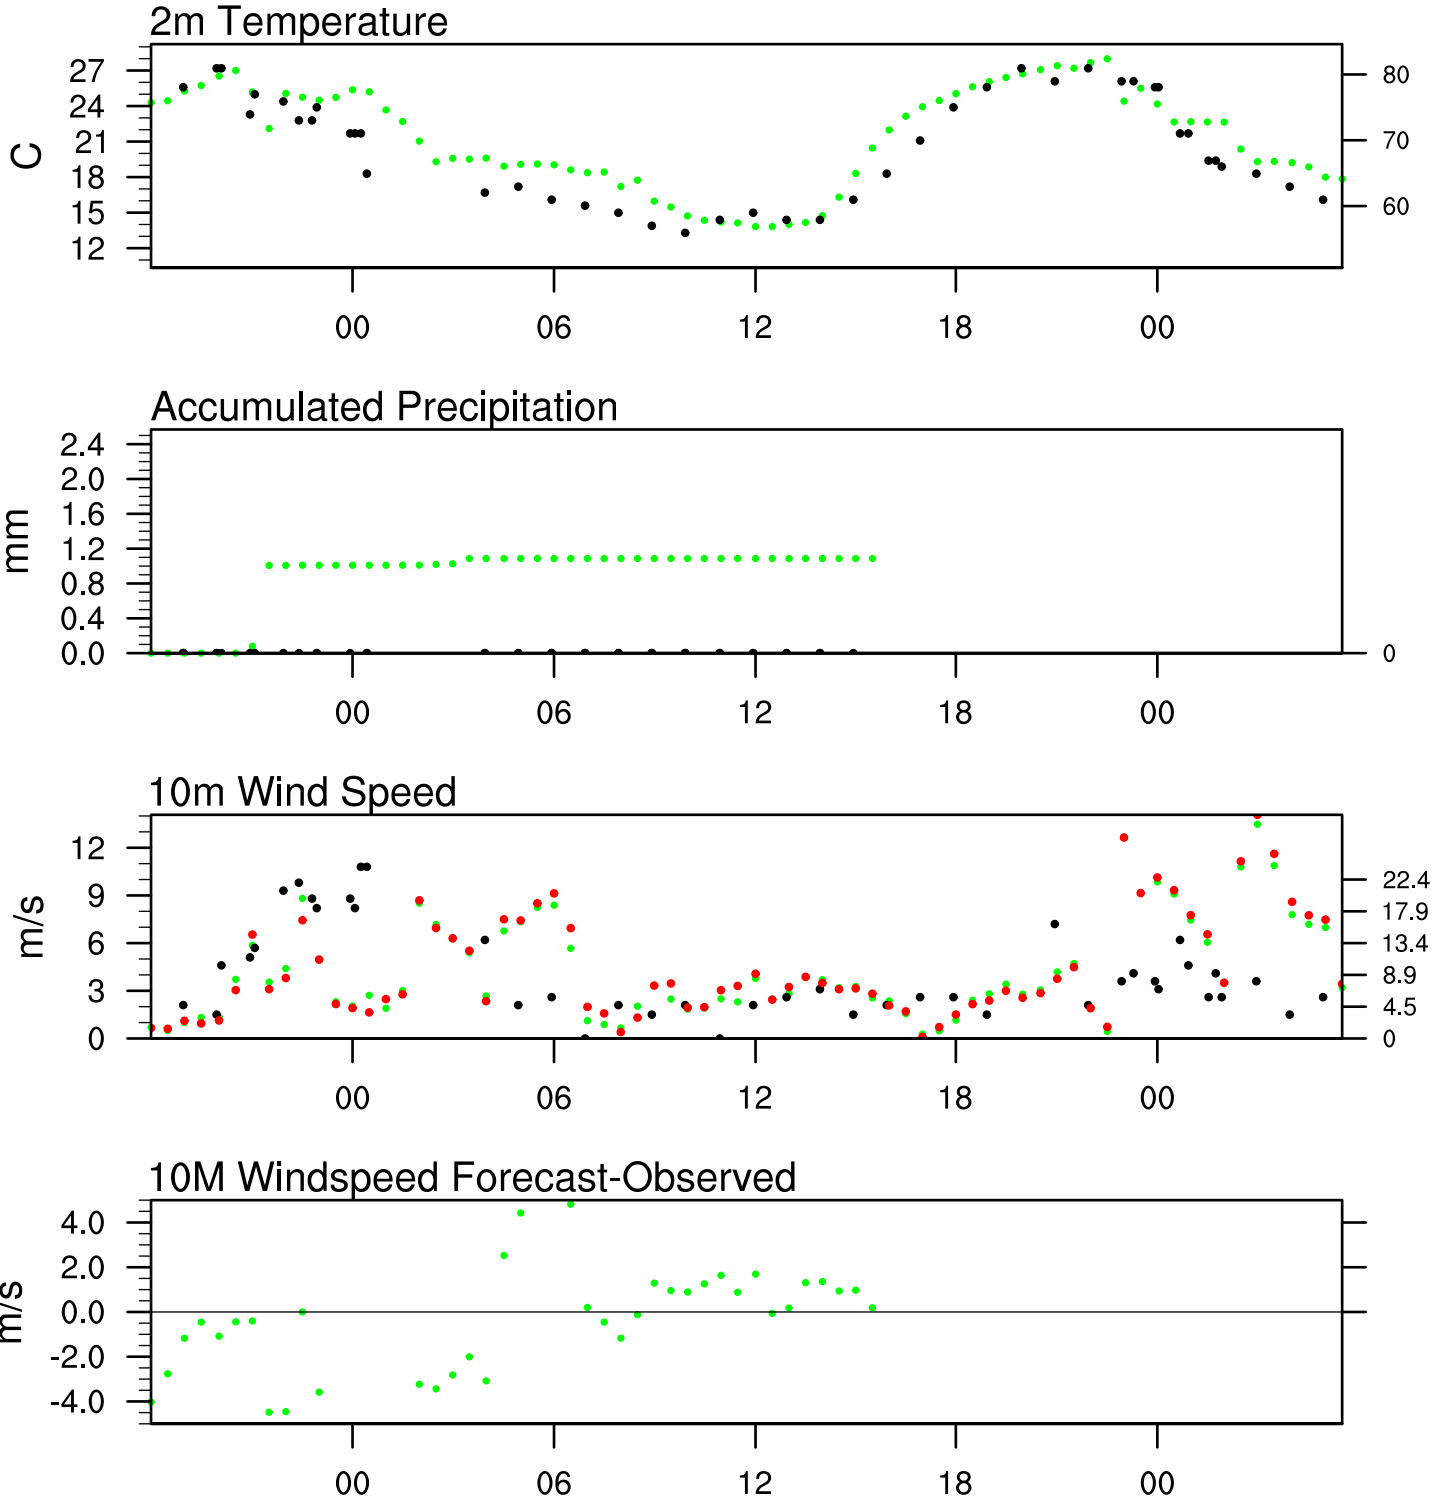 2m Temperature
27
24
21
18
15
12
C
80
70
60
00 06 12 18 00
Accumulated Precipitation
2.4
2.0
1.6
1.2
0.8
0.4
0.0
mm
0
00 06 12 18 00
10m Wind Speed
12
9
6
3
0
m/s
22.4
17.9
13.4
8.9
4.5
0
00 06 12 18 00
10M Windspeed Forecast-Observed
4.0
2.0
0.0
-2.0
-4.0
m/s
00 06 12 18 00